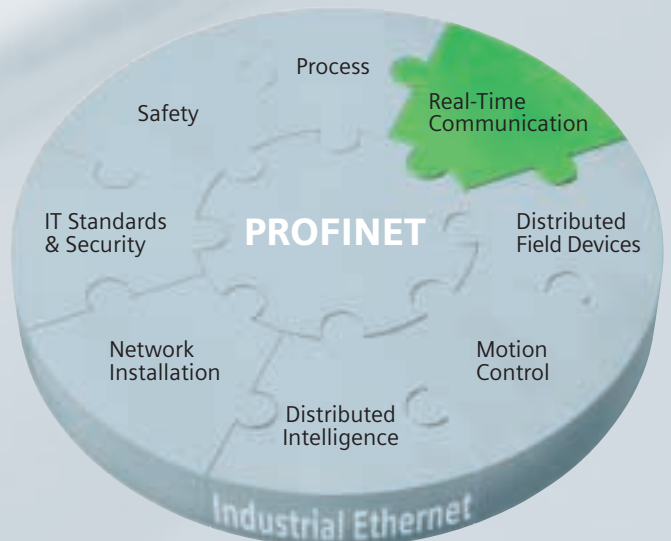 Process
Real-Time
Communication
Safety
IT Standards
& Security
PROFINET
Distributed
Field Devices
Network
Installation
Motion
Control
Distributed
Intelligence
Industrial Ethernet